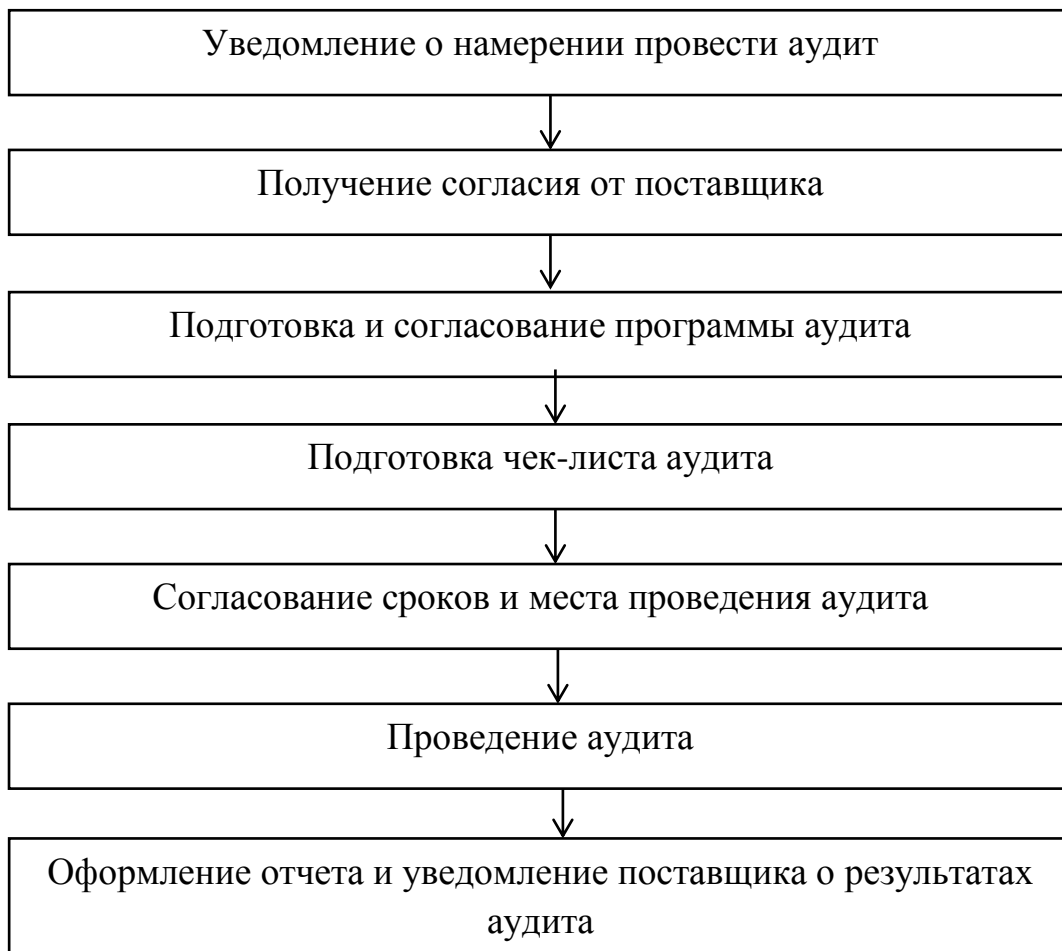 Уведомление о намерении провести аудит
Получение согласия от поставщика
Подготовка и согласование программы аудита
Подготовка чек-листа аудита
Согласование сроков и места проведения аудита
Проведение аудита
Оформление отчета и уведомление поставщика о результатах
аудита